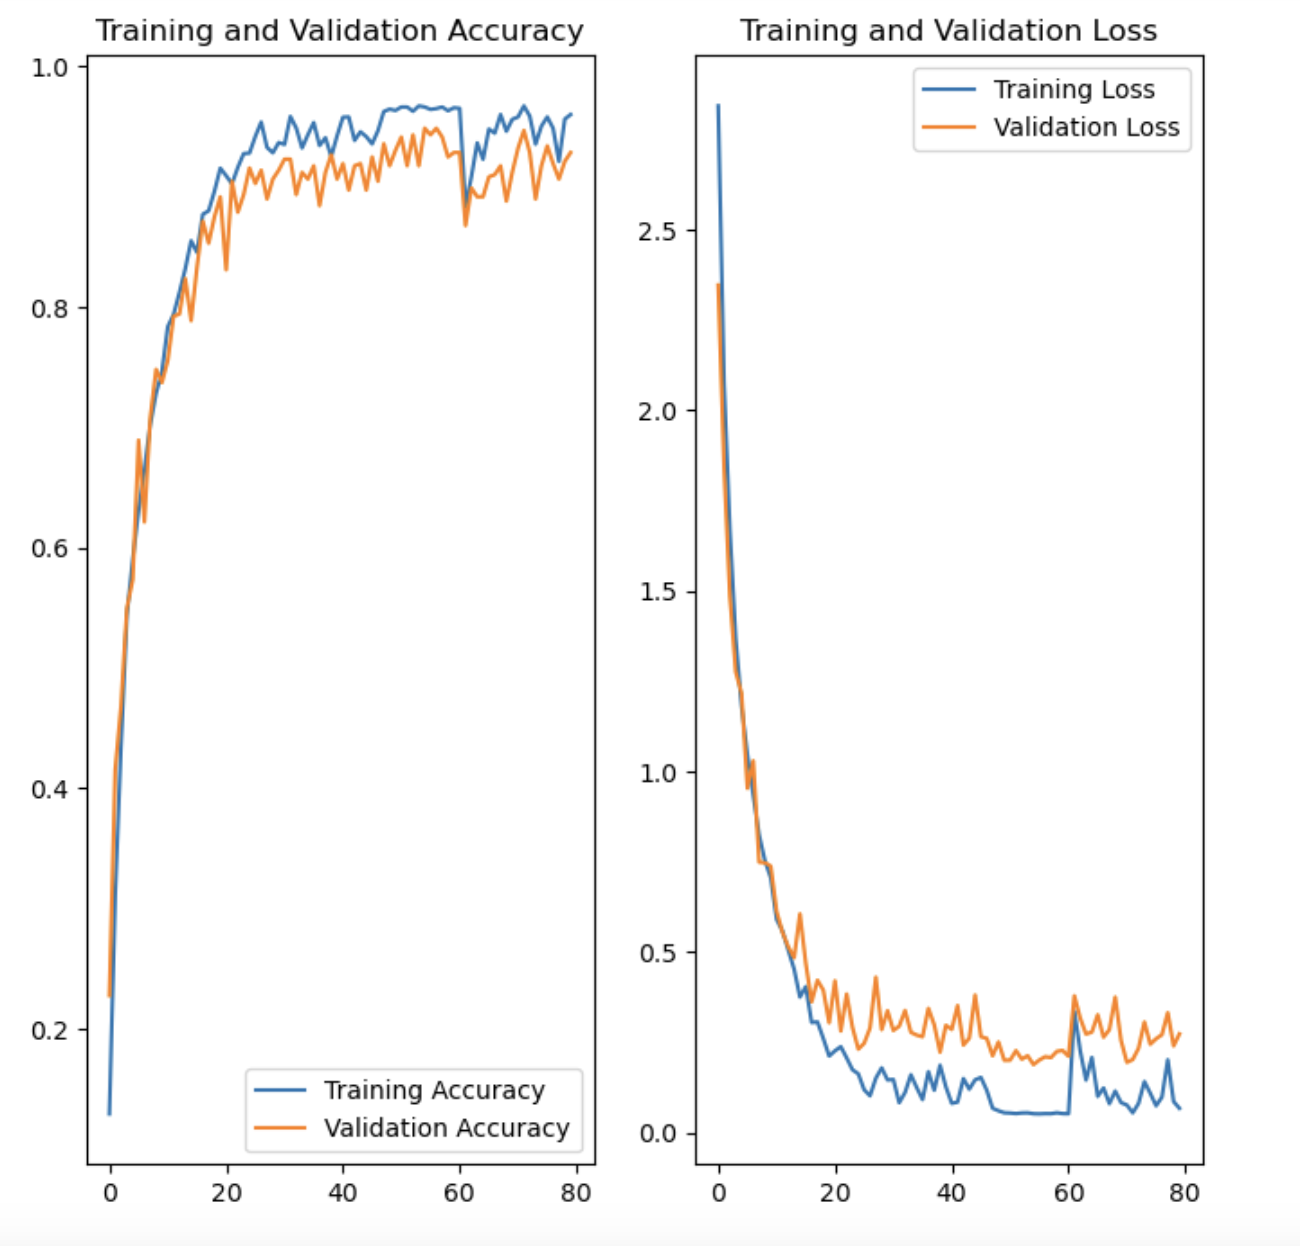 Training and Validation Accuracy
1.0
0.8
0.6
0.4
0.2
Training Accuracy
Validation Accuracy
0 20 40 60 80
Training and Validation Loss
Training Loss
Validation Loss
2.5
2.0
1.5
1.0
0.5
0.0
0 20 40 60 80